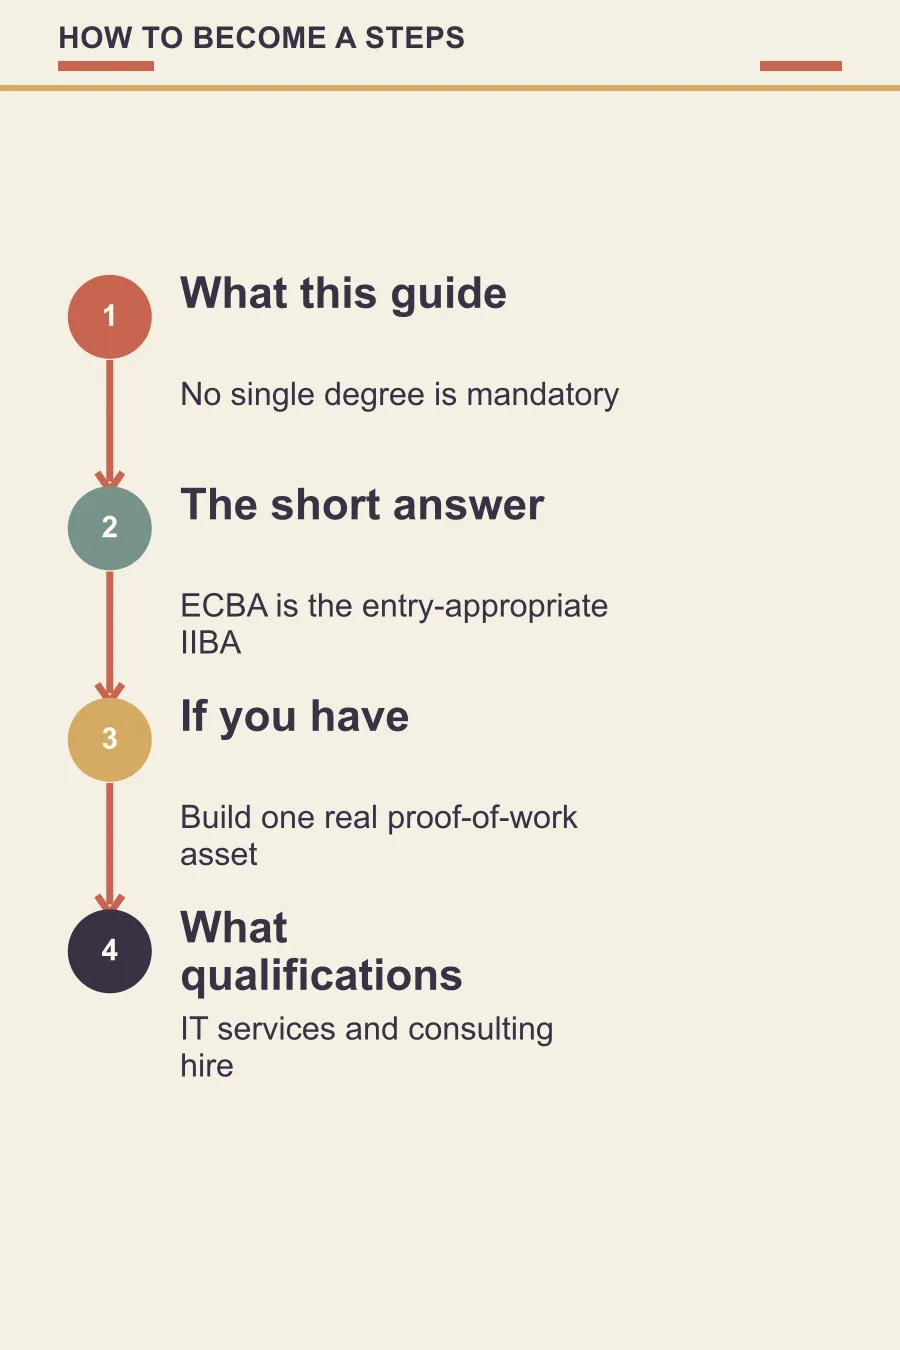 HOW TO BECOME A STEPS
1
What this guide
No single degree is mandatory
2
The short answer
ECBA is the entry-appropriate
IIBA
3
If you have
Build one real proof-of-work
asset
4
What
qualifications
IT services and consulting
hire